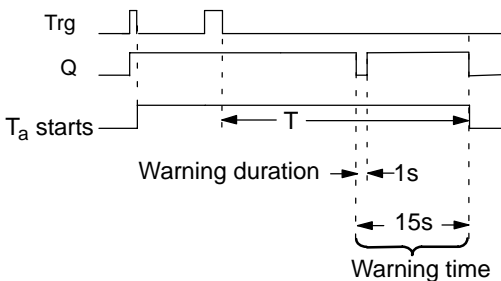 Trg
Q
Tₐ starts
T
Warning duration
1s
15s
Warning time